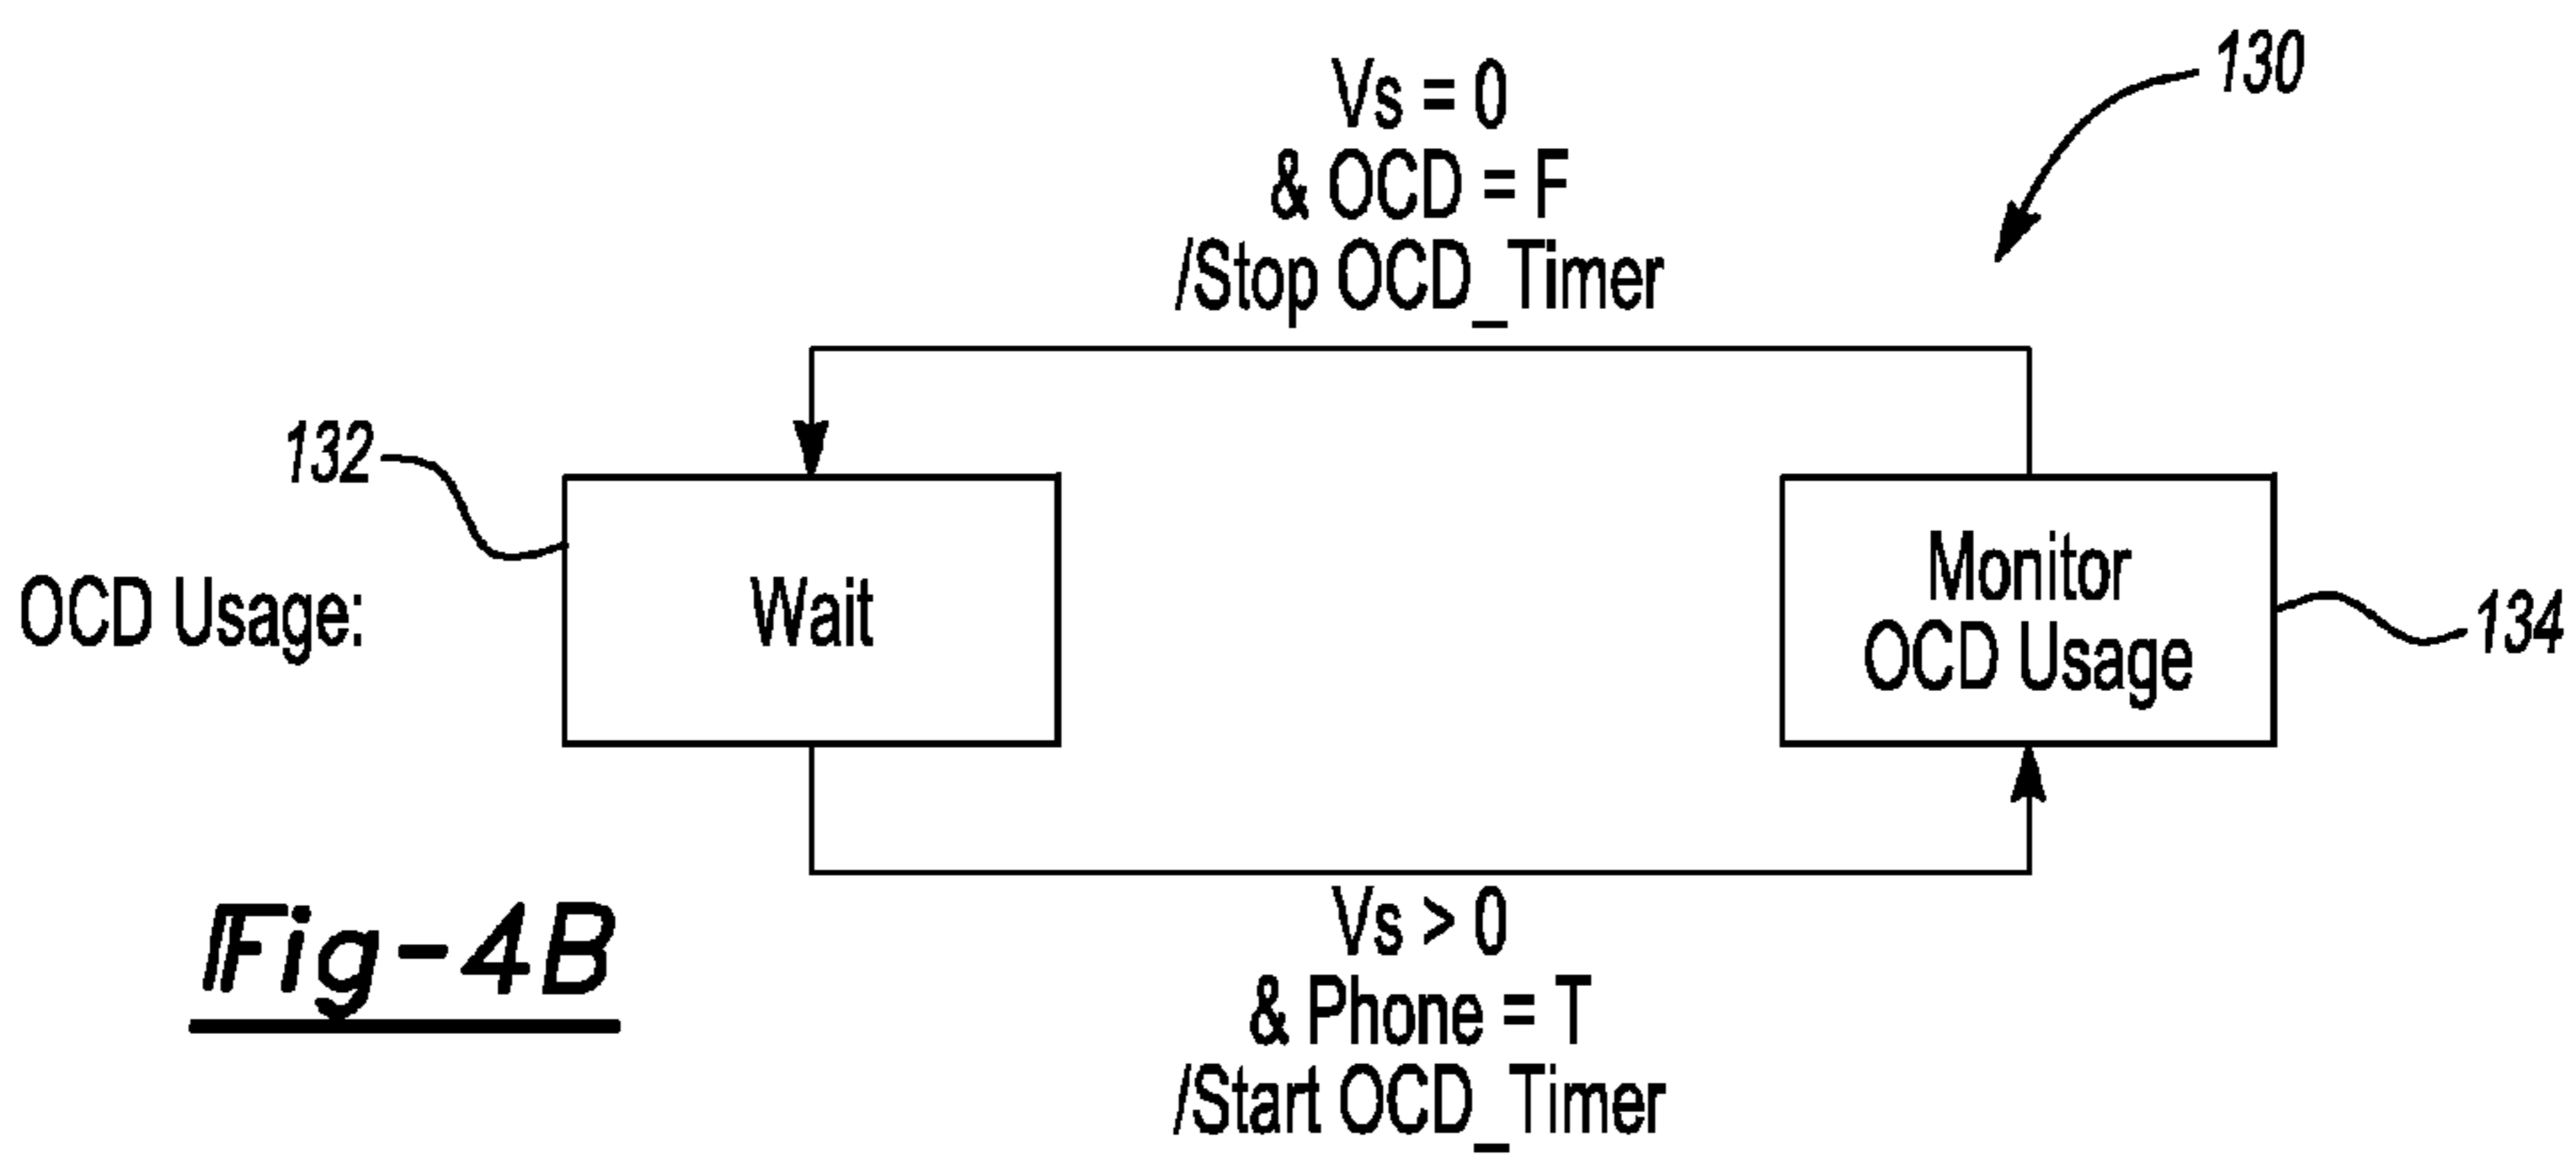 130
Vs = 0
& OCD = F
/Stop OCD_Timer
132
OCD Usage:
Wait
Monitor
OCD Usage
134
Vs > 0
& Phone = T
/Start OCD_Timer
Fig-4B